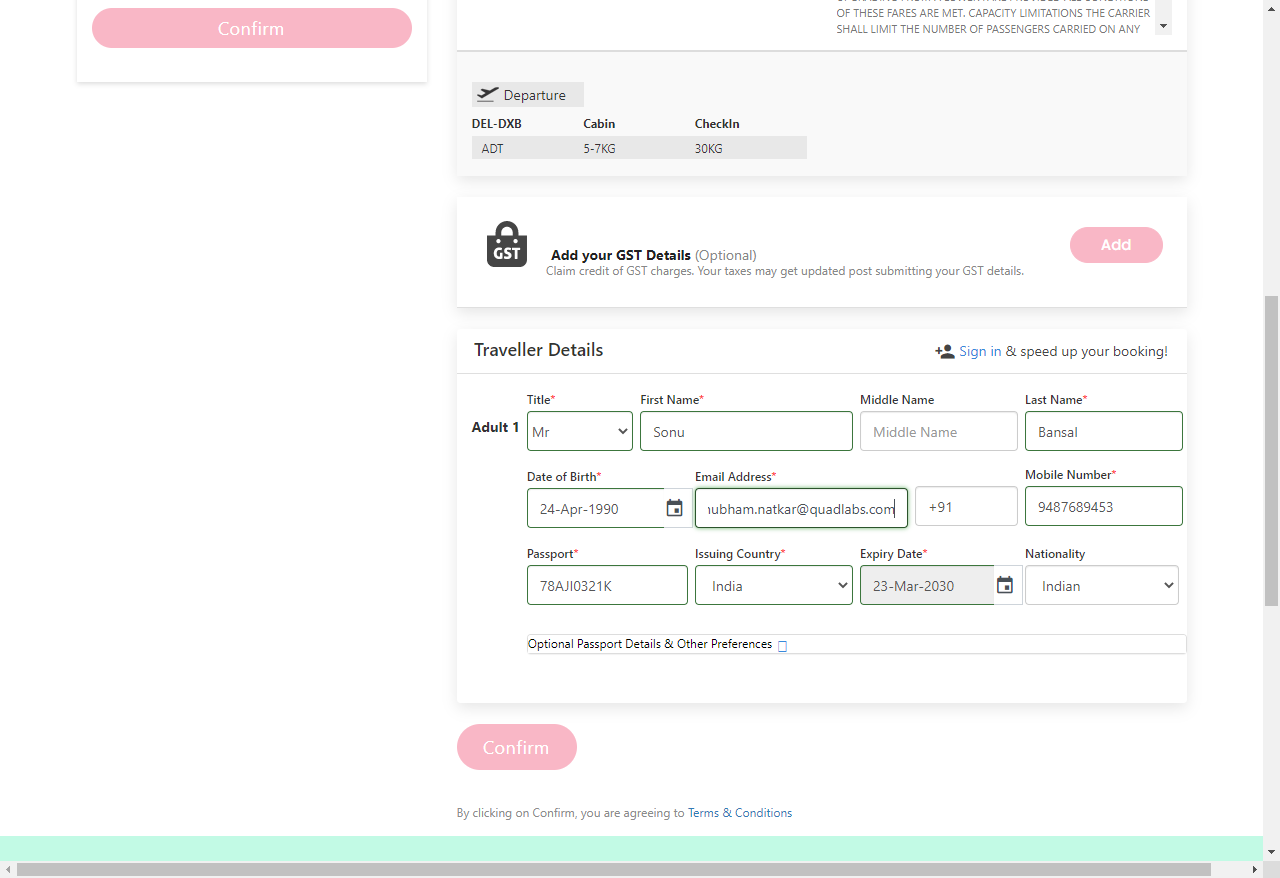 Confirm
OF THESE FARES ARE MET. CAPACITY LIMITATIONS THE CARRIER
SHALL LIMIT THE NUMBER OF PASSENGERS CARRIED ON ANY
Departure
DEL-DXB Cabin CheckIn
ADT 5-7KG 30KG
GST
Add your GST Details (Optional)
Claim credit of GST charges. Your taxes may get updated post submitting your GST details.
Add
Traveller Details
Sign in & speed up your booking!
Title* First Name* Middle Name Last Name*
Adult 1 Mr Sonu Middle Name Bansal
Date of Birth* Email Address* Mobile Number*
24-Apr-1990 ubham.natkar@quadlabs.com +91 9487689453
Passport* Issuing Country* Expiry Date* Nationality
78AJI0321K India 23-Mar-2030 Indian
Optional Passport Details & Other Preferences
Confirm
By clicking on Confirm, you are agreeing to Terms & Conditions